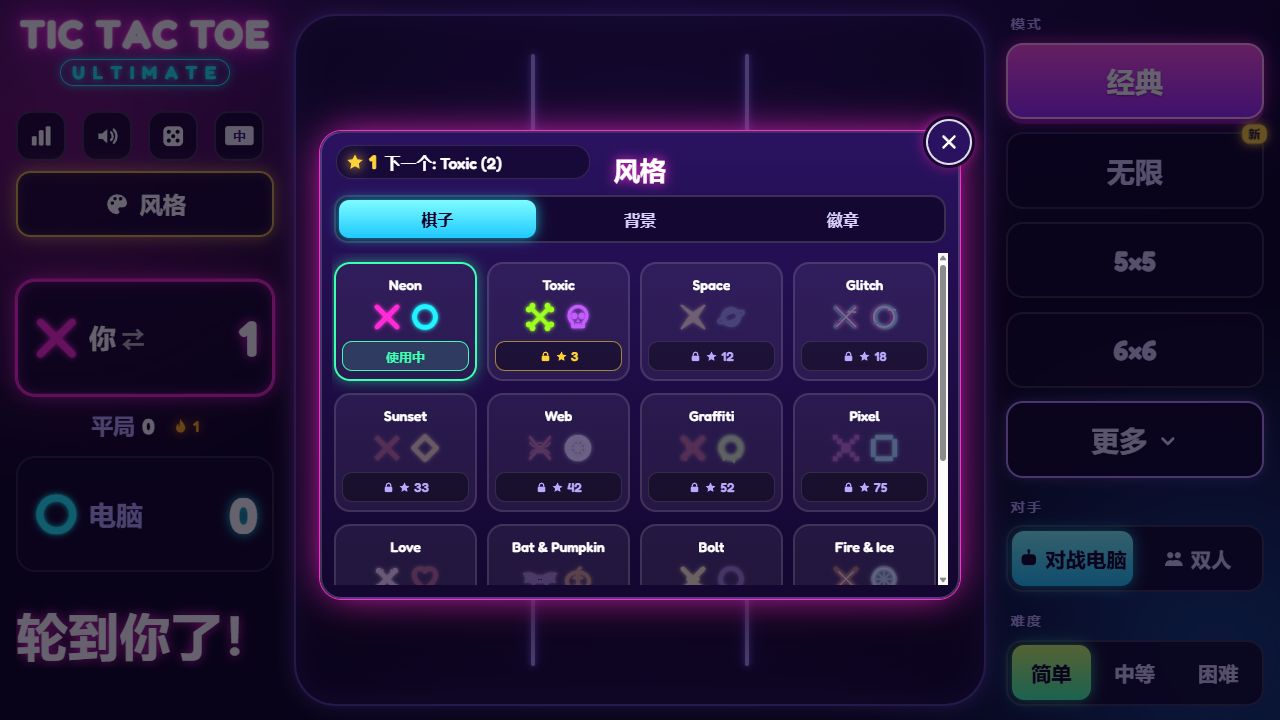 TIC TAC TOE
ULTIMATE
中
风格
你
1
平局 0
1
电脑
0
轮到你了!
1 下一个: Toxic (2)
风格
棋子
背景
徽章
Neon
Toxic
Space
Glitch
使用中
3
12
18
Sunset
Web
Graffiti
Pixel
33
42
52
75
Love
Bat & Pumpkin
Bolt
Fire & Ice
模式
经典
新
无限
5×5
6×6
更多
对手
对战电脑
双人
难度
简单
中等
困难